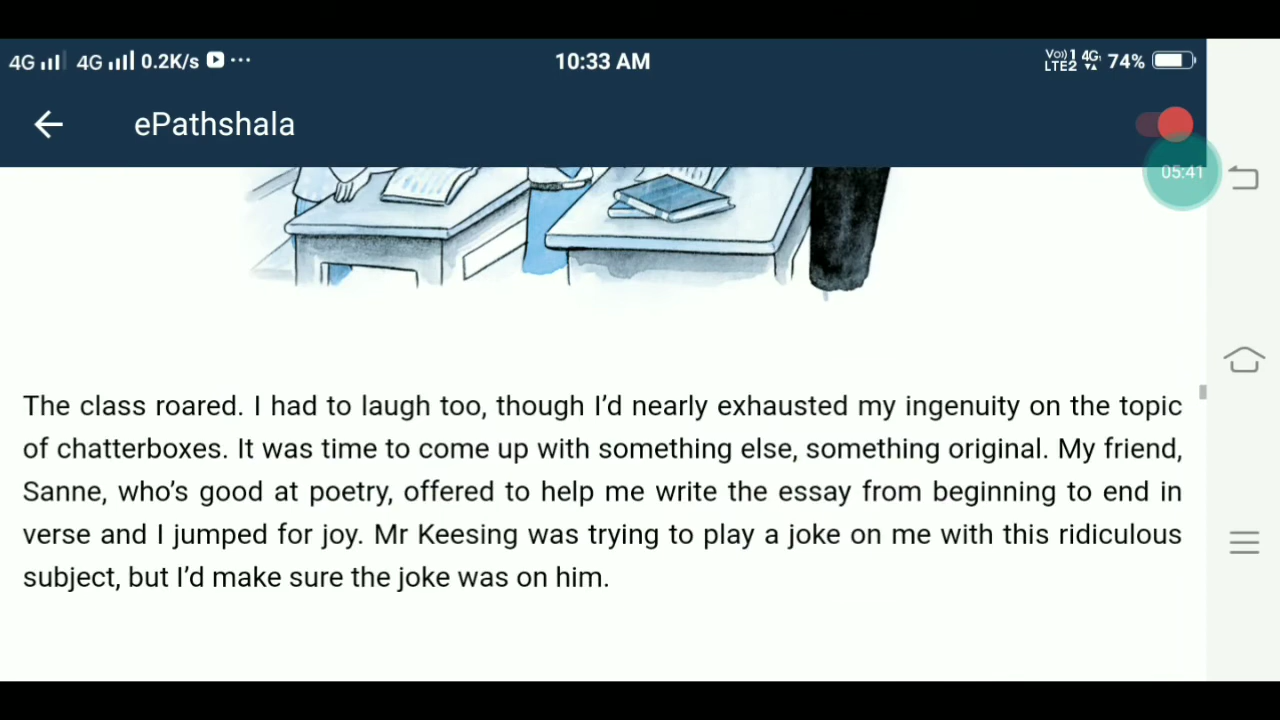 4G 4G 0.2K/s ... 10:33 AM Vo) 1 4G LTE2 74%
ePathshala
05:41
The class roared. I had to laugh too, though I’d nearly exhausted my ingenuity on the topic
of chatterboxes. It was time to come up with something else, something original. My friend,
Sanne, who’s good at poetry, offered to help me write the essay from beginning to end in
verse and I jumped for joy. Mr Keesing was trying to play a joke on me with this ridiculous
subject, but I’d make sure the joke was on him.